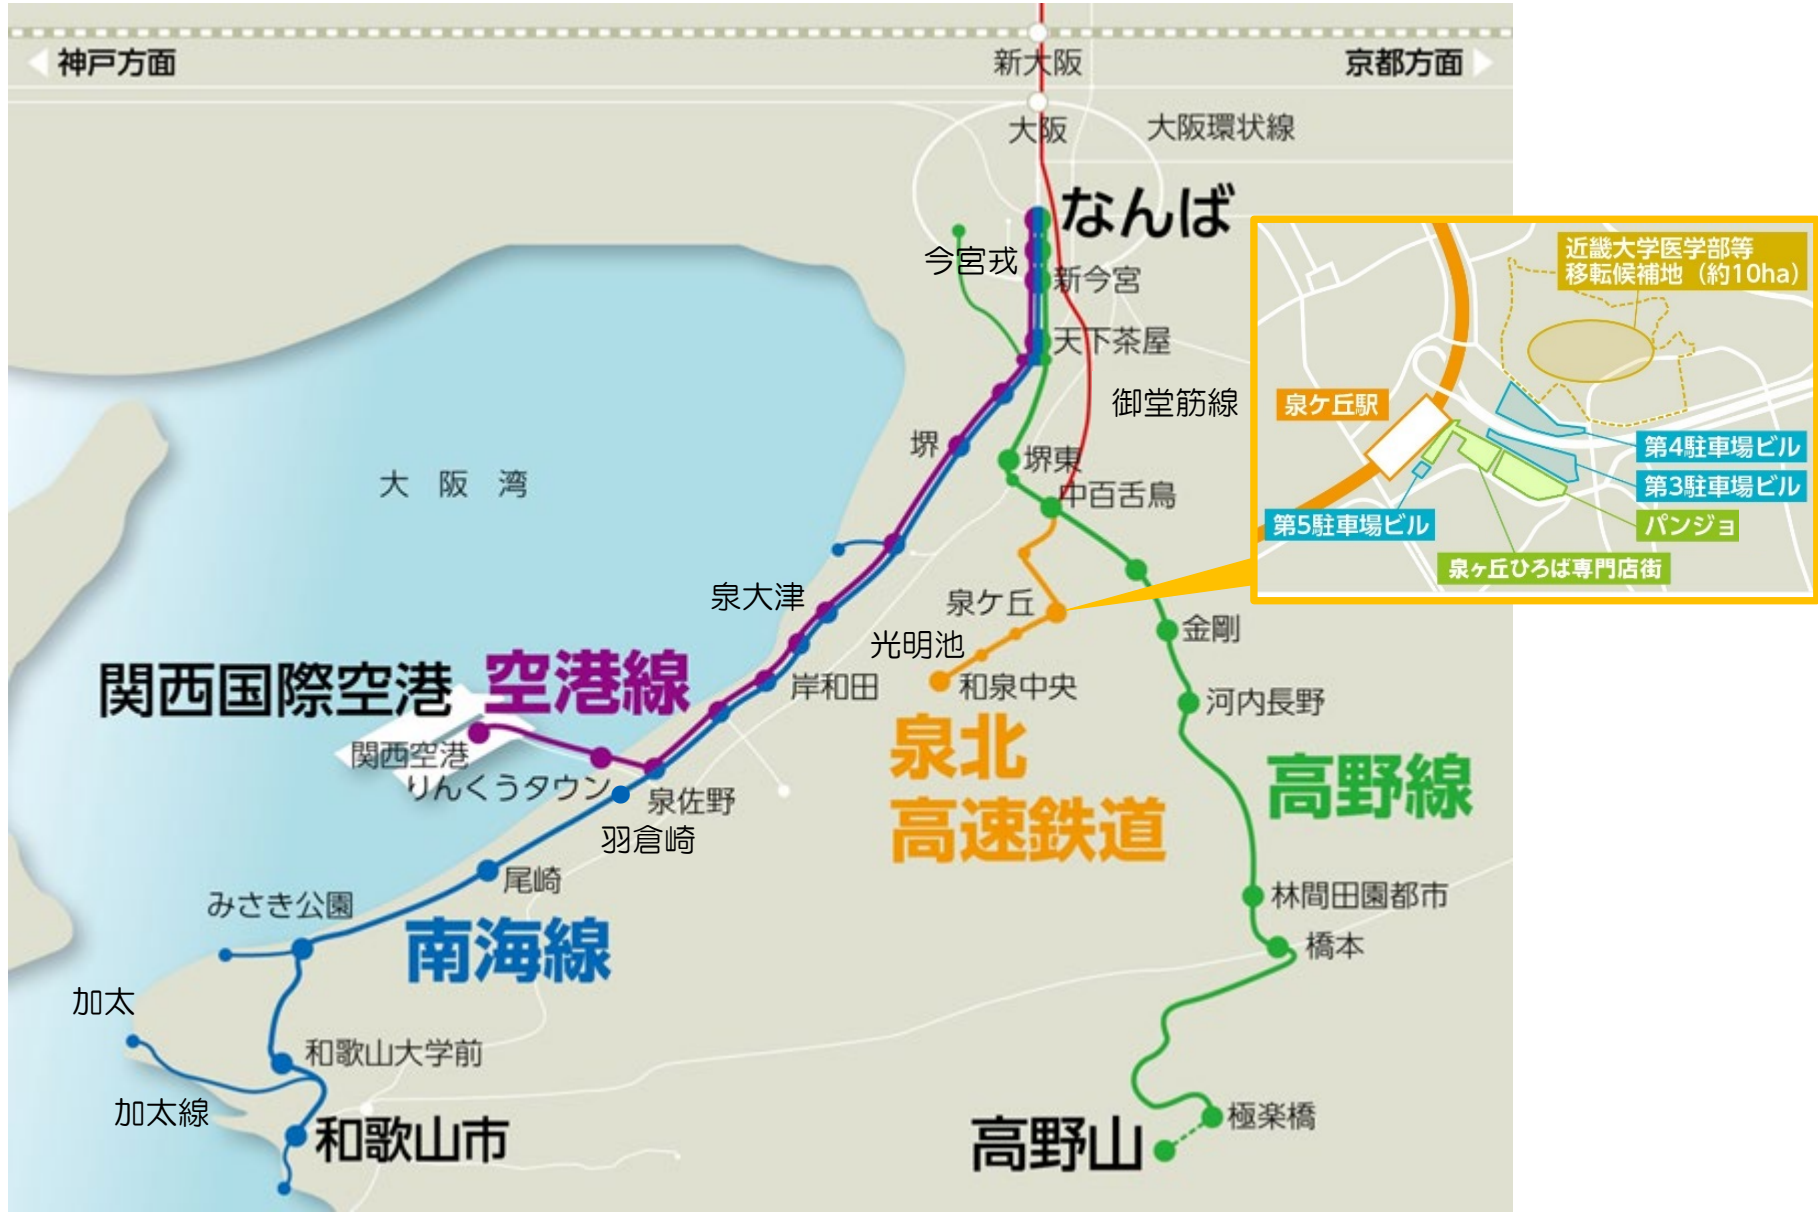 神戸方面
新大阪
京都方面
大阪
大阪環状線
なんば
今宮戎
新今宮
天下茶屋
御堂筋線
堺
堺東
中百舌鳥
大阪湾
泉大津
泉ケ丘
光明池
金剛
関西国際空港
空港線
岸和田
和泉中央
河内長野
関西空港
りんくうタウン
泉佐野
羽倉崎
泉北
高速鉄道
高野線
尾崎
みさき公園
南海線
林間田園都市
橋本
加太
和歌山大学前
加太線
和歌山市
高野山
極楽橋
近畿大学医学部等
移転候補地（約10ha）
泉ケ丘駅
第4駐車場ビル
第3駐車場ビル
第5駐車場ビル
パンジョ
泉ヶ丘ひろば専門店街